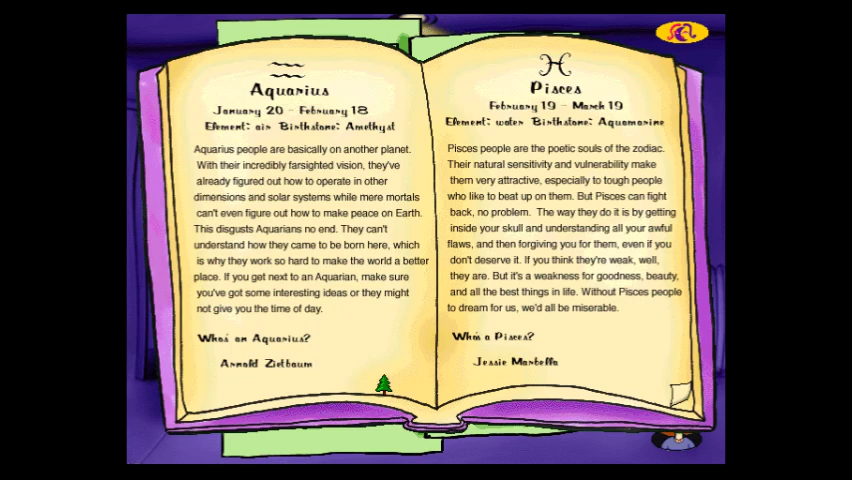 Aquarius
January 20 - February 18
Element: air Birthstone: Amethyst
Aquarius people are basically on another planet.
With their incredibly farsighted vision, they've
already figured out how to operate in other
dimensions and solar systems while mere mortals
can't even figure out how to make peace on Earth.
This disgusts Aquarians no end. They can't
understand how they came to be born here, which
is why they work so hard to make the world a better
place. If you get next to an Aquarian, make sure
you've got some interesting ideas or they might
not give you the time of day.
Who's an Aquarius?
Arnold Zietbaum
Pisces
February 19 - March 19
Element: water Birthstone: Aquamarine
Pisces people are the poetic souls of the zodiac.
Their natural sensitivity and vulnerability make
them very attractive, especially to tough people
who like to beat up on them. But Pisces can fight
back, no problem. The way they do it is by getting
inside your skull and understanding all your awful
flaws, and then forgiving you for them, even if you
don't deserve it. If you think they're weak, well,
they are. But it's a weakness for goodness, beauty,
and all the best things in life. Without Pisces people
to dream for us, we'd all be miserable.
Who's a Pisces?
Jessie Marbella